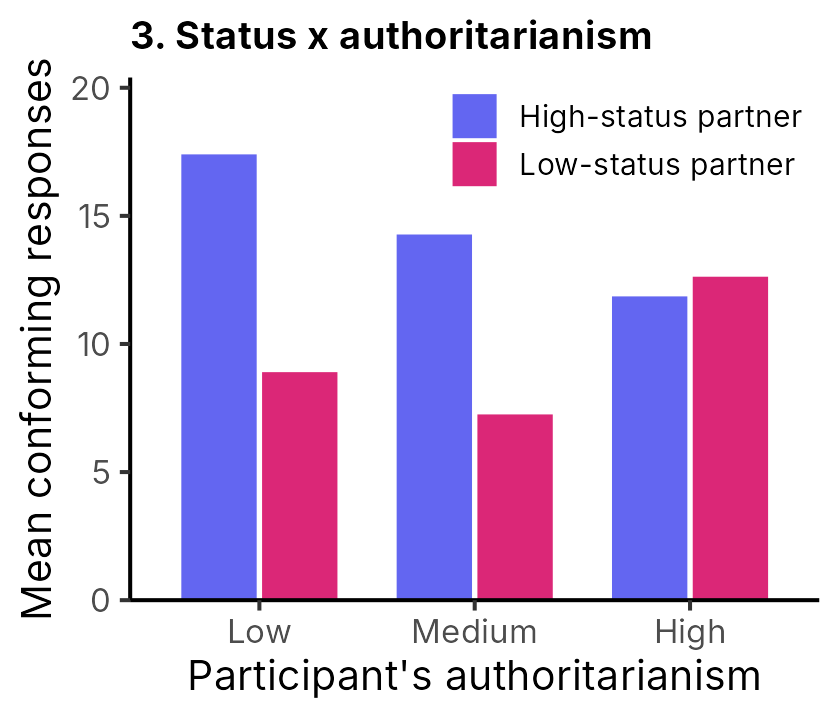 3. Status x authoritarianism
Mean conforming responses
20
15
10
5
0
High-status partner
Low-status partner
Low
Medium
High
Participant's authoritarianism